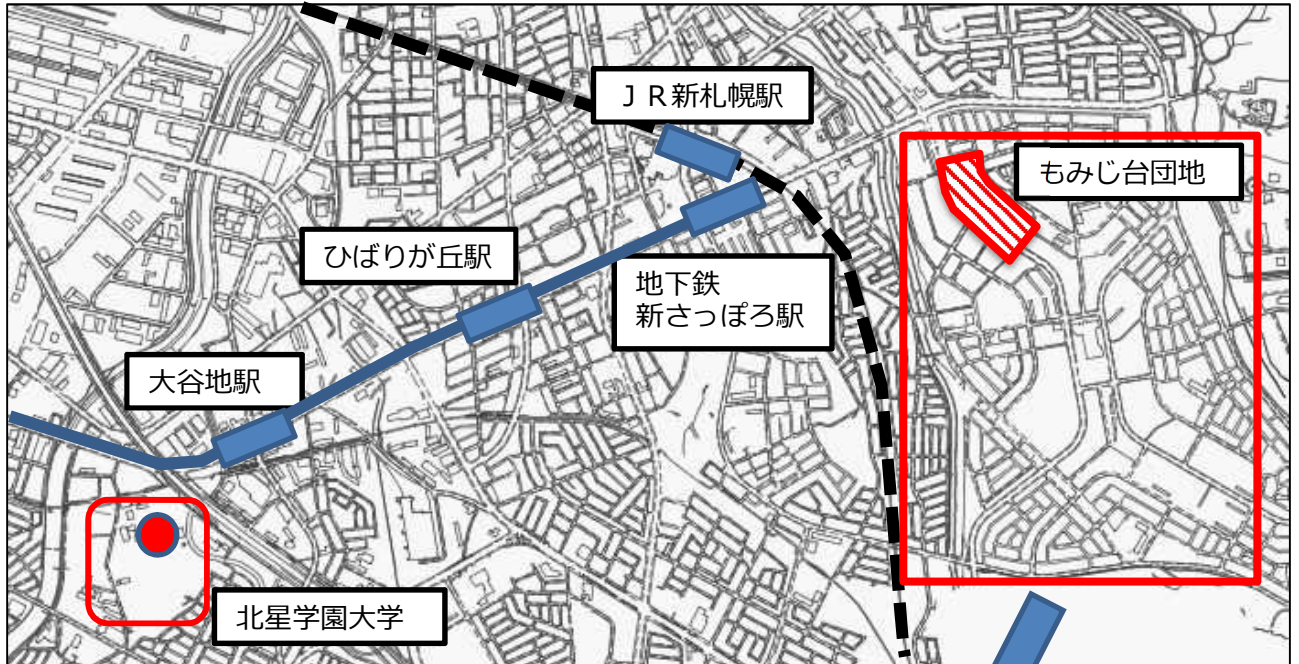 ＪＲ新札幌駅
もみじ台団地
ひばりが丘駅
地下鉄
新さっぽろ駅
大谷地駅
北星学園大学